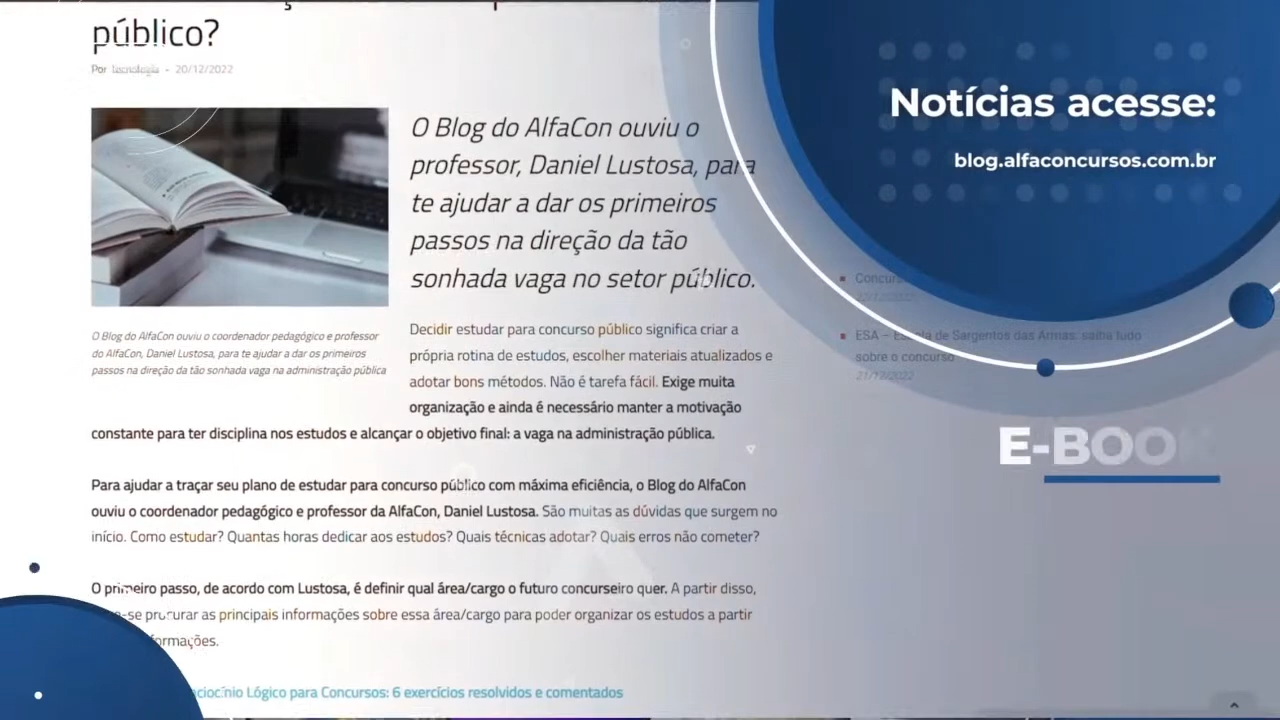 público?
Por tecnologia - 20/12/2022
O Blog do AlfaCon ouviu o
professor, Daniel Lustosa, para
te ajudar a dar os primeiros
passos na direção da tão
sonhada vaga no setor público.
O Blog do AlfaCon ouviu o coordenador pedagógico e professor
do AlfaCon, Daniel Lustosa, para te ajudar a dar os primeiros
passos na direção da tão sonhada vaga na administração pública
Decidir estudar para concurso público significa criar a
própria rotina de estudos, escolher materiais atualizados e
adotar bons métodos. Não é tarefa fácil. Exige muita
organização e ainda é necessário manter a motivação
constante para ter disciplina nos estudos e alcançar o objetivo final: a vaga na administração pública.
Para ajudar a traçar seu plano de estudar para concurso público com máxima eficiência, o Blog do AlfaCon
ouviu o coordenador pedagógico e professor da AlfaCon, Daniel Lustosa. São muitas as dúvidas que surgem no
início. Como estudar? Quantas horas dedicar aos estudos? Quais técnicas adotar? Quais erros não cometer?
O primeiro passo, de acordo com Lustosa, é definir qual área/cargo o futuro concurseiro quer. A partir disso,
-se procurar as principais informações sobre essa área/cargo para poder organizar os estudos a partir
formações.
aciocínio Lógico para Concursos: 6 exercícios resolvidos e comentados
Notícias acesse:
blog.alfaconcursos.com.br
ESA – Escola de Sargentos das Armas: saiba tudo
sobre o concurso
21/12/2022
E-BOOK